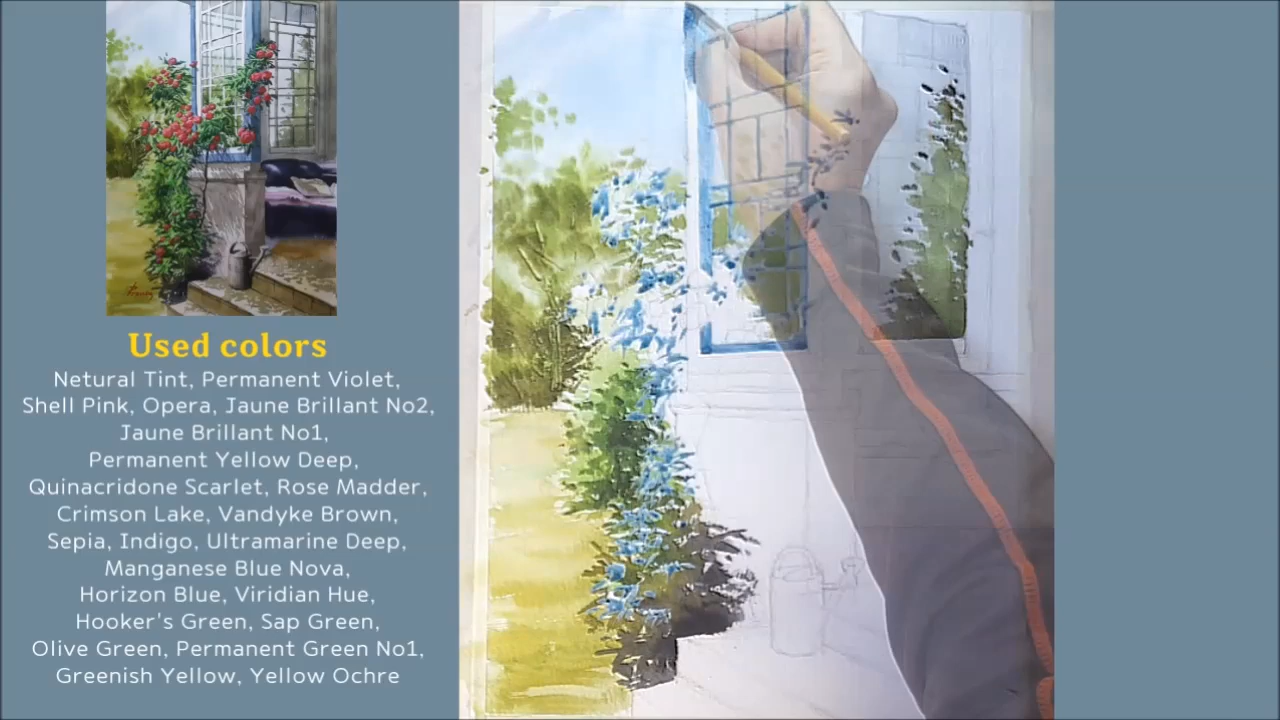 Used colors
Netural Tint, Permanent Violet,
Shell Pink, Opera, Jaune Brillant No2,
Jaune Brillant No1,
Permanent Yellow Deep,
Quinacridone Scarlet, Rose Madder,
Crimson Lake, Vandyke Brown,
Sepia, Indigo, Ultramarine Deep,
Manganese Blue Nova,
Horizon Blue, Viridian Hue,
Hooker's Green, Sap Green,
Olive Green, Permanent Green No1,
Greenish Yellow, Yellow Ochre